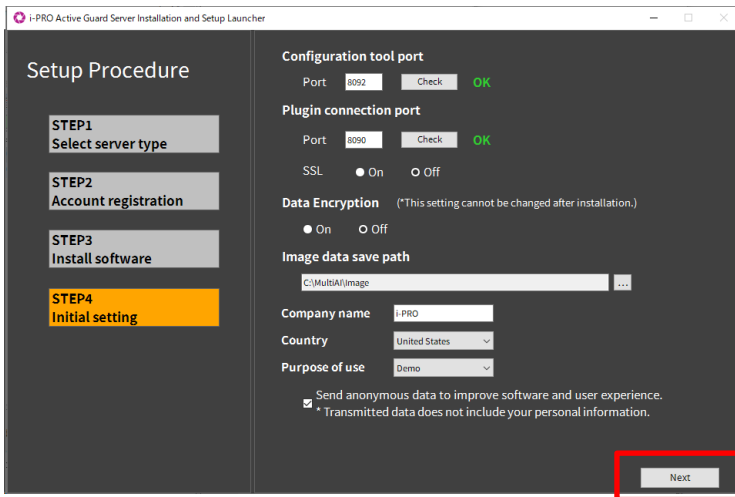 i-PRO Active Guard Server Installation and Setup Launcher
Setup Procedure
STEP1
Select server type
STEP2
Account registration
STEP3
Install software
STEP4
Initial setting
Configuration tool port
Port 8092 Check OK
Plugin connection port
Port 8090 Check OK
SSL On Off
Data Encryption (*This setting cannot be changed after installation.)
On Off
Image data save path
C:\MultiAI\Image ...
Company name i-PRO
Country United States
Purpose of use Demo
Send anonymous data to improve software and user experience.
* Transmitted data does not include your personal information.
Next